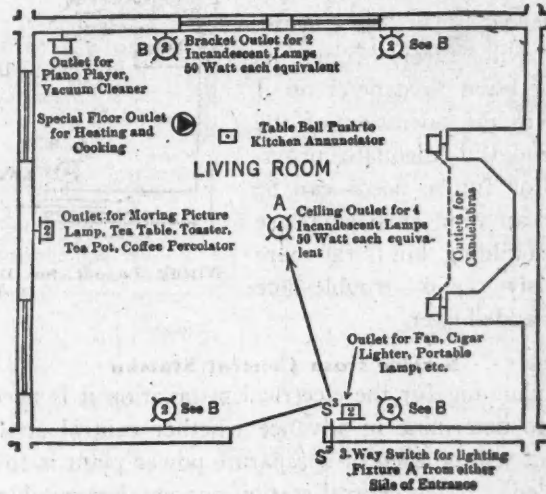 B
2
Bracket Outlet for 2
Incandescent Lamps
50 Watt each equivalent
2
See B
Outlet for
Piano Player,
Vacuum Cleaner
Special Floor Outlet
for Heating and
Cooking
Table Bell Push to
Kitchen Annunciator
LIVING ROOM
A
4
Ceiling Outlet for 4
Incandescent Lamps
50 Watt each equiva-
lent
2
Outlet for Moving Picture
Lamp, Tea Table, Toaster,
Tea Pot, Coffee Percolator
Outlets for
Candelabras
Outlet for Fan, Cigar
Lighter, Portable
Lamp, etc.
2
See B
S
2
2
See B
S
3-Way Switch for lighting
Fixture A from either
Side of Entrance